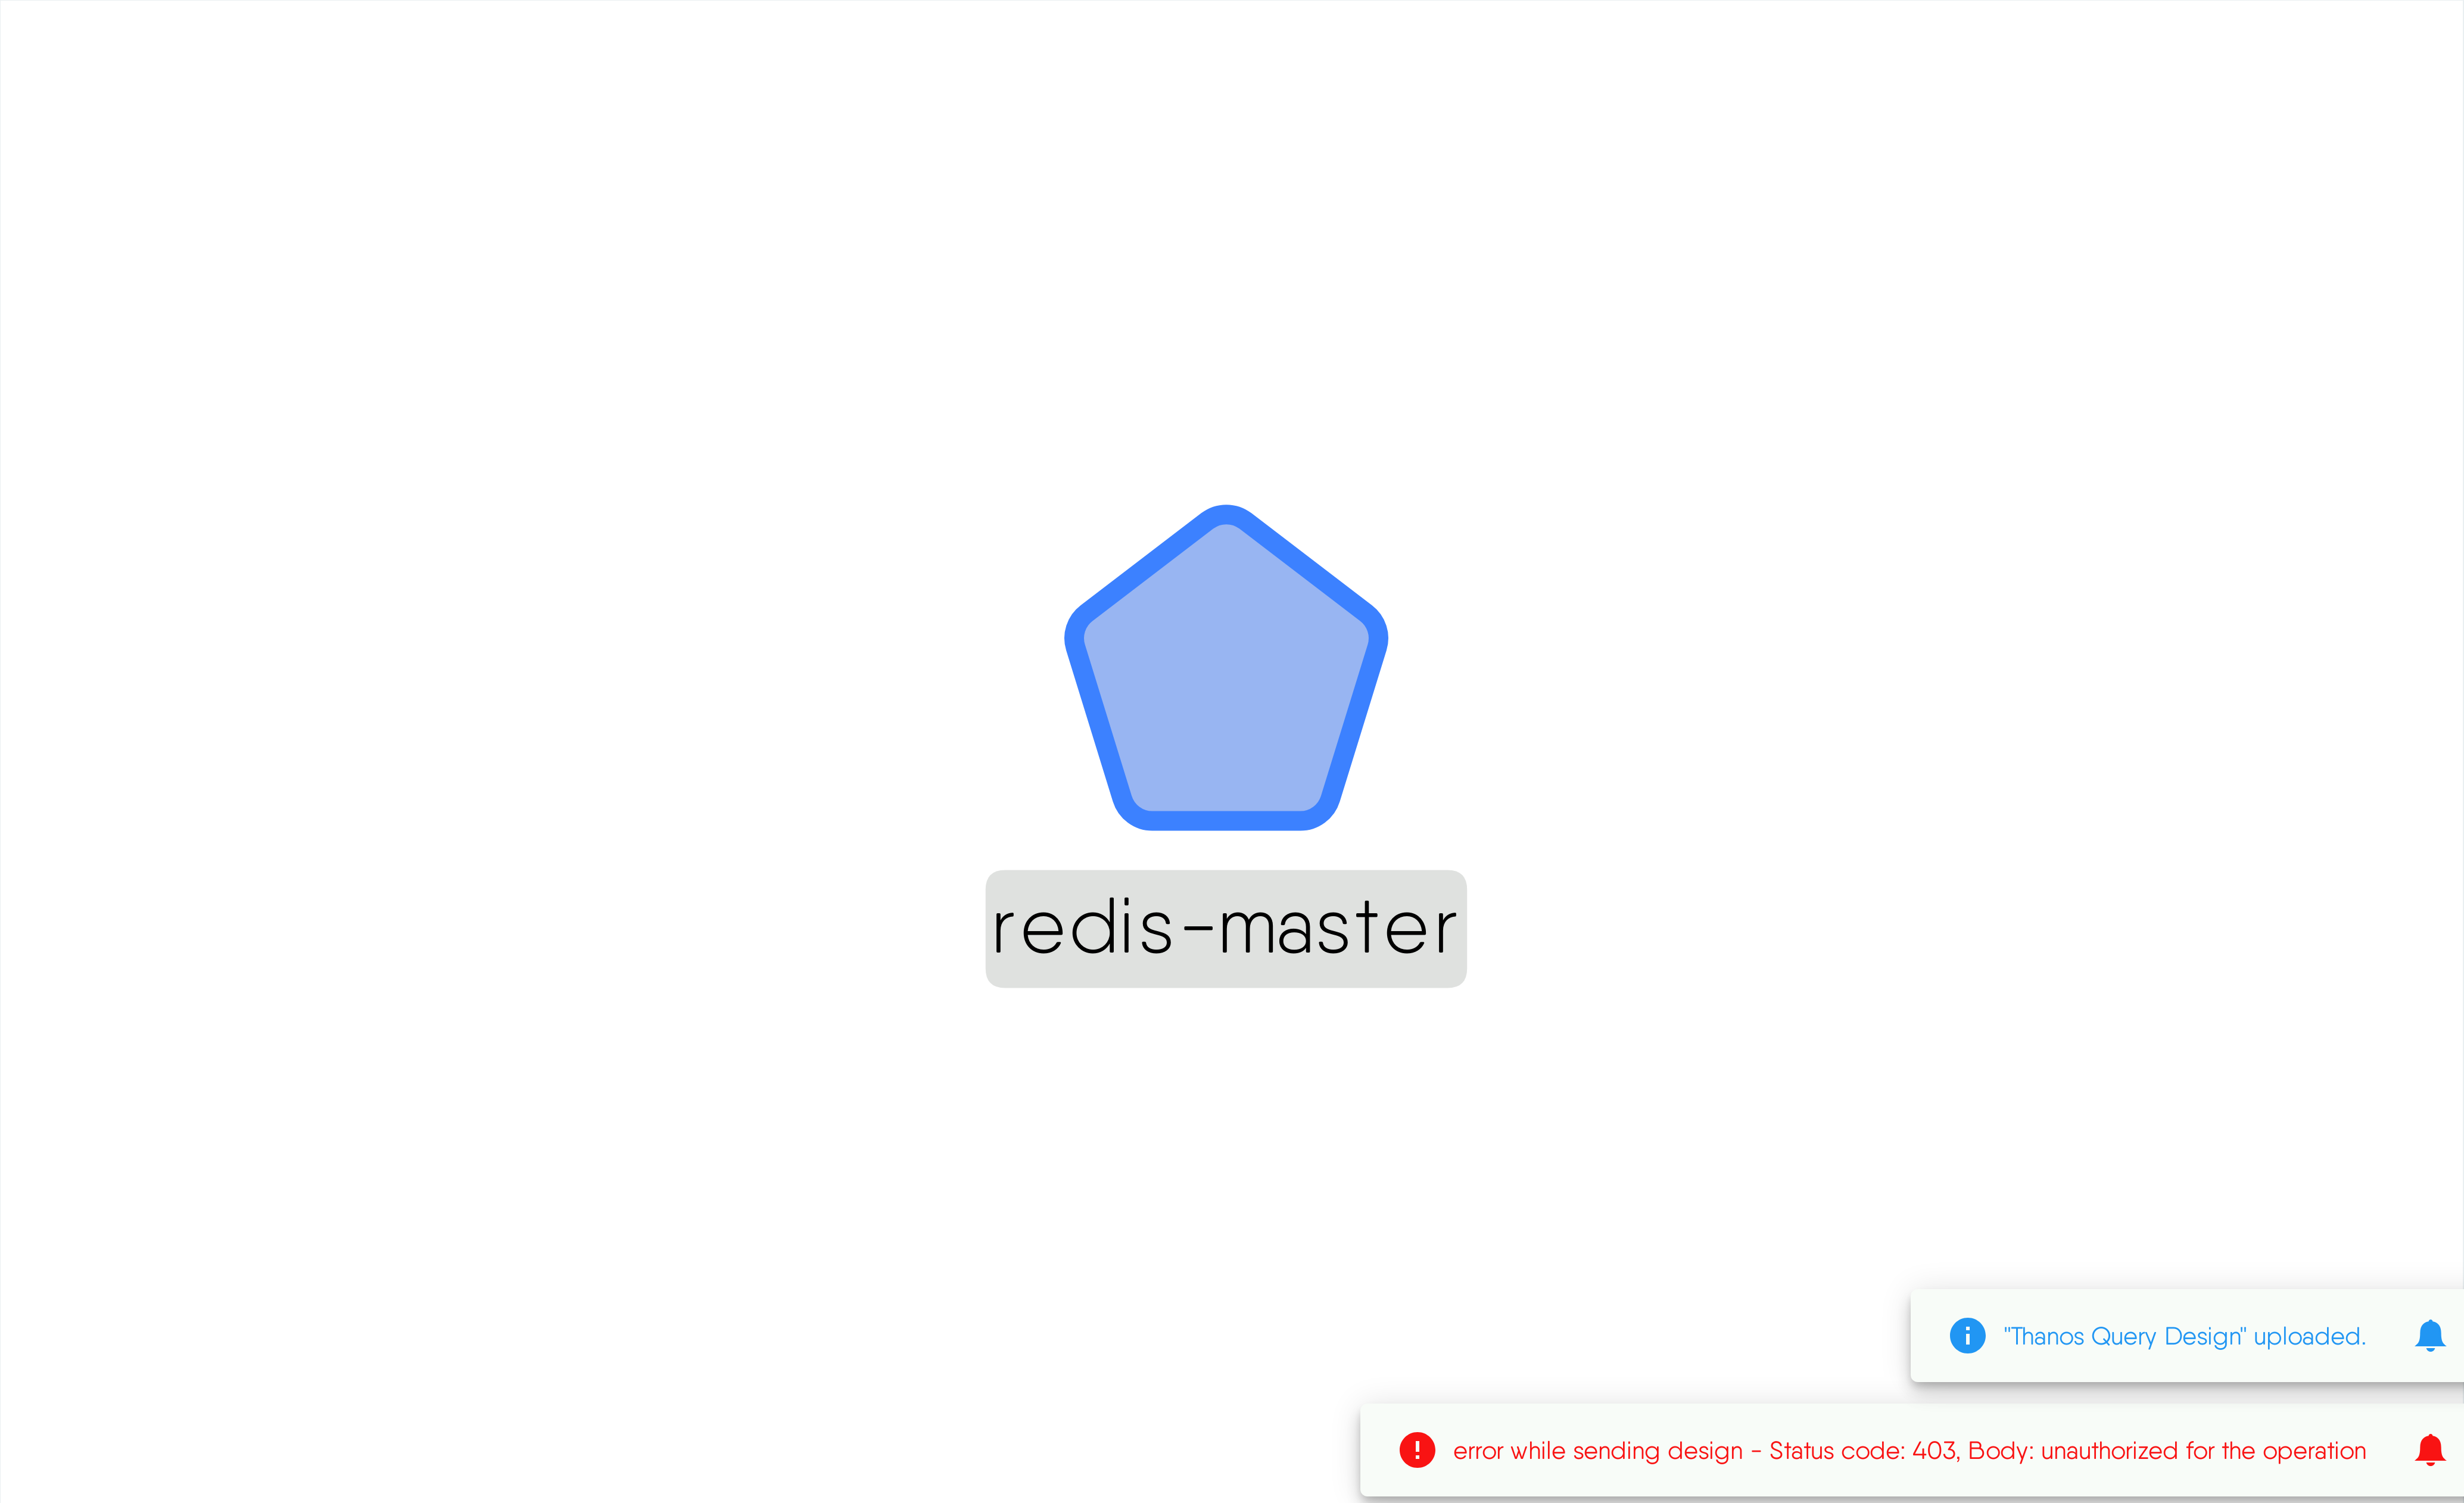 redis-master
"Thanos Query Design" uploaded.
error while sending design - Status code: 403, Body: unauthorized for the operation